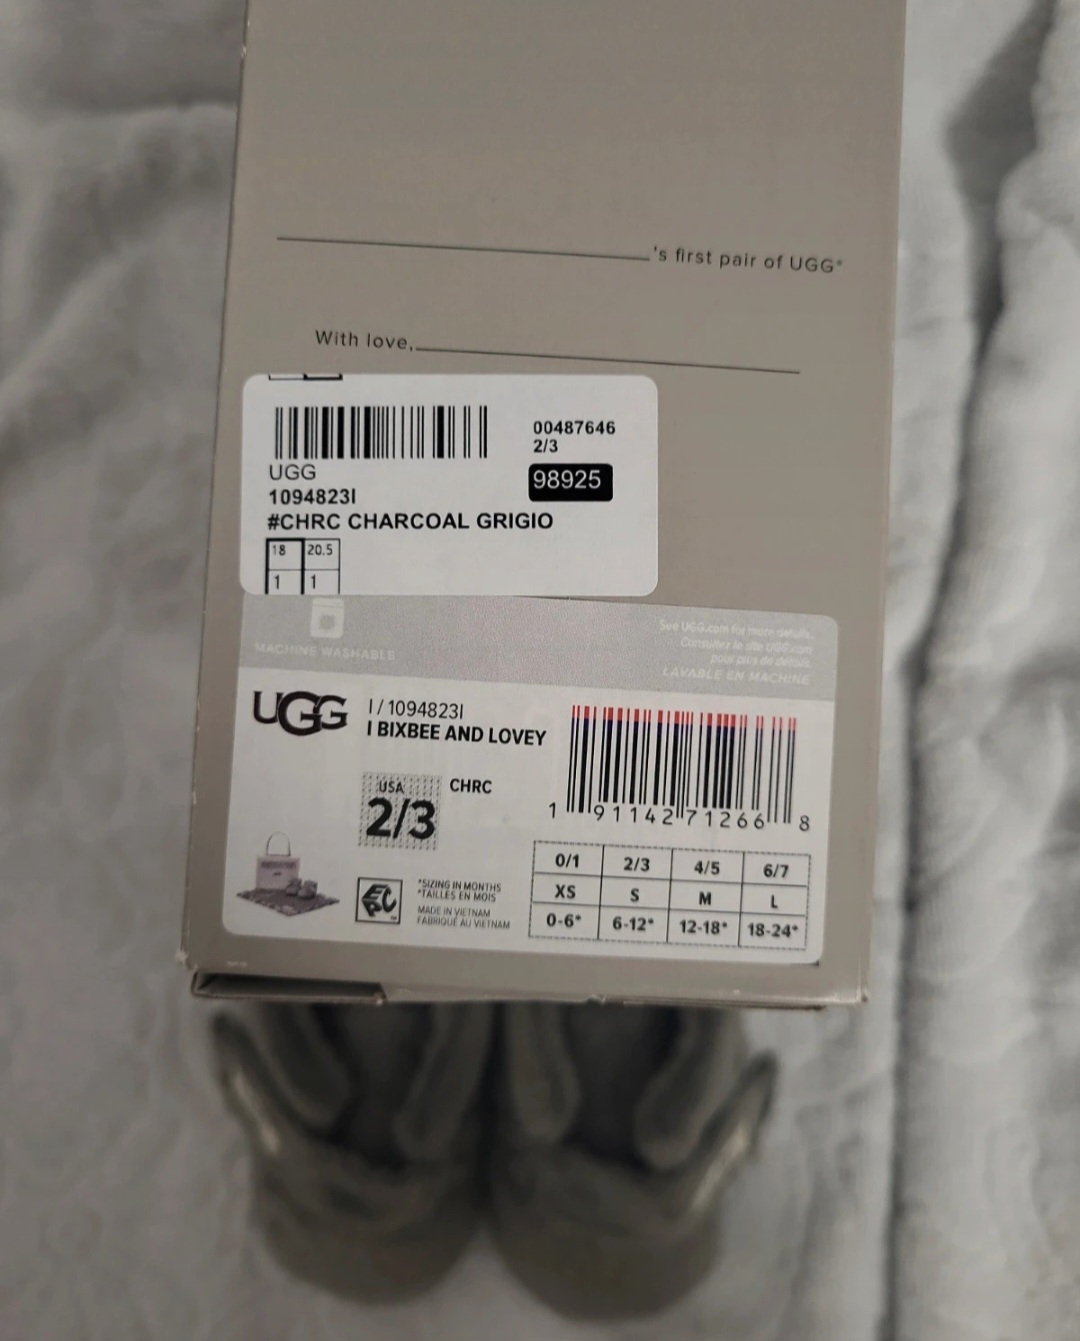 's first pair of UGG®
With love,
00487646
2/3
98925
UGG
1094823I
#CHRC CHARCOAL GRIGIO
18 20.5
1 1
MACHINE WASHABLE
See UGG.com for more details.
Consultez le site UGG.com
pour plus de détails.
LAVABLE EN MACHINE
UGG
I / 1094823I
I BIXBEE AND LOVEY
USA
2/3
CHRC
1 91142 71266 8
*SIZING IN MONTHS
*TAILLES EN MOIS
MADE IN VIETNAM
FABRIQUÉ AU VIETNAM
0/1 2/3 4/5 6/7
XS S M L
0-6* 6-12* 12-18* 18-24*